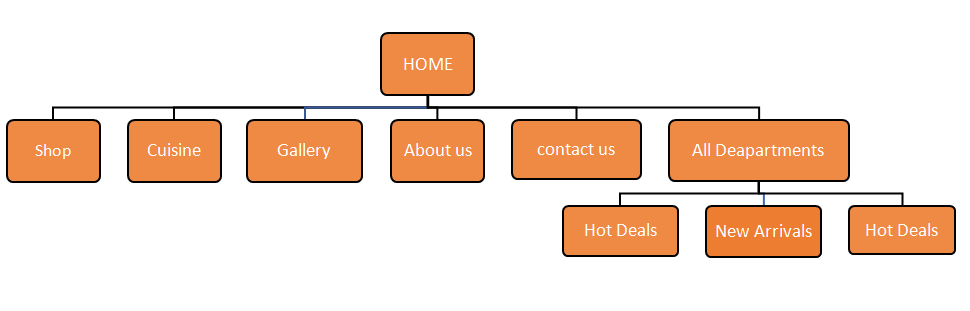 HOME
Shop
Cuisine
Gallery
About us
contact us
All Deapartments
Hot Deals
New Arrivals
Hot Deals